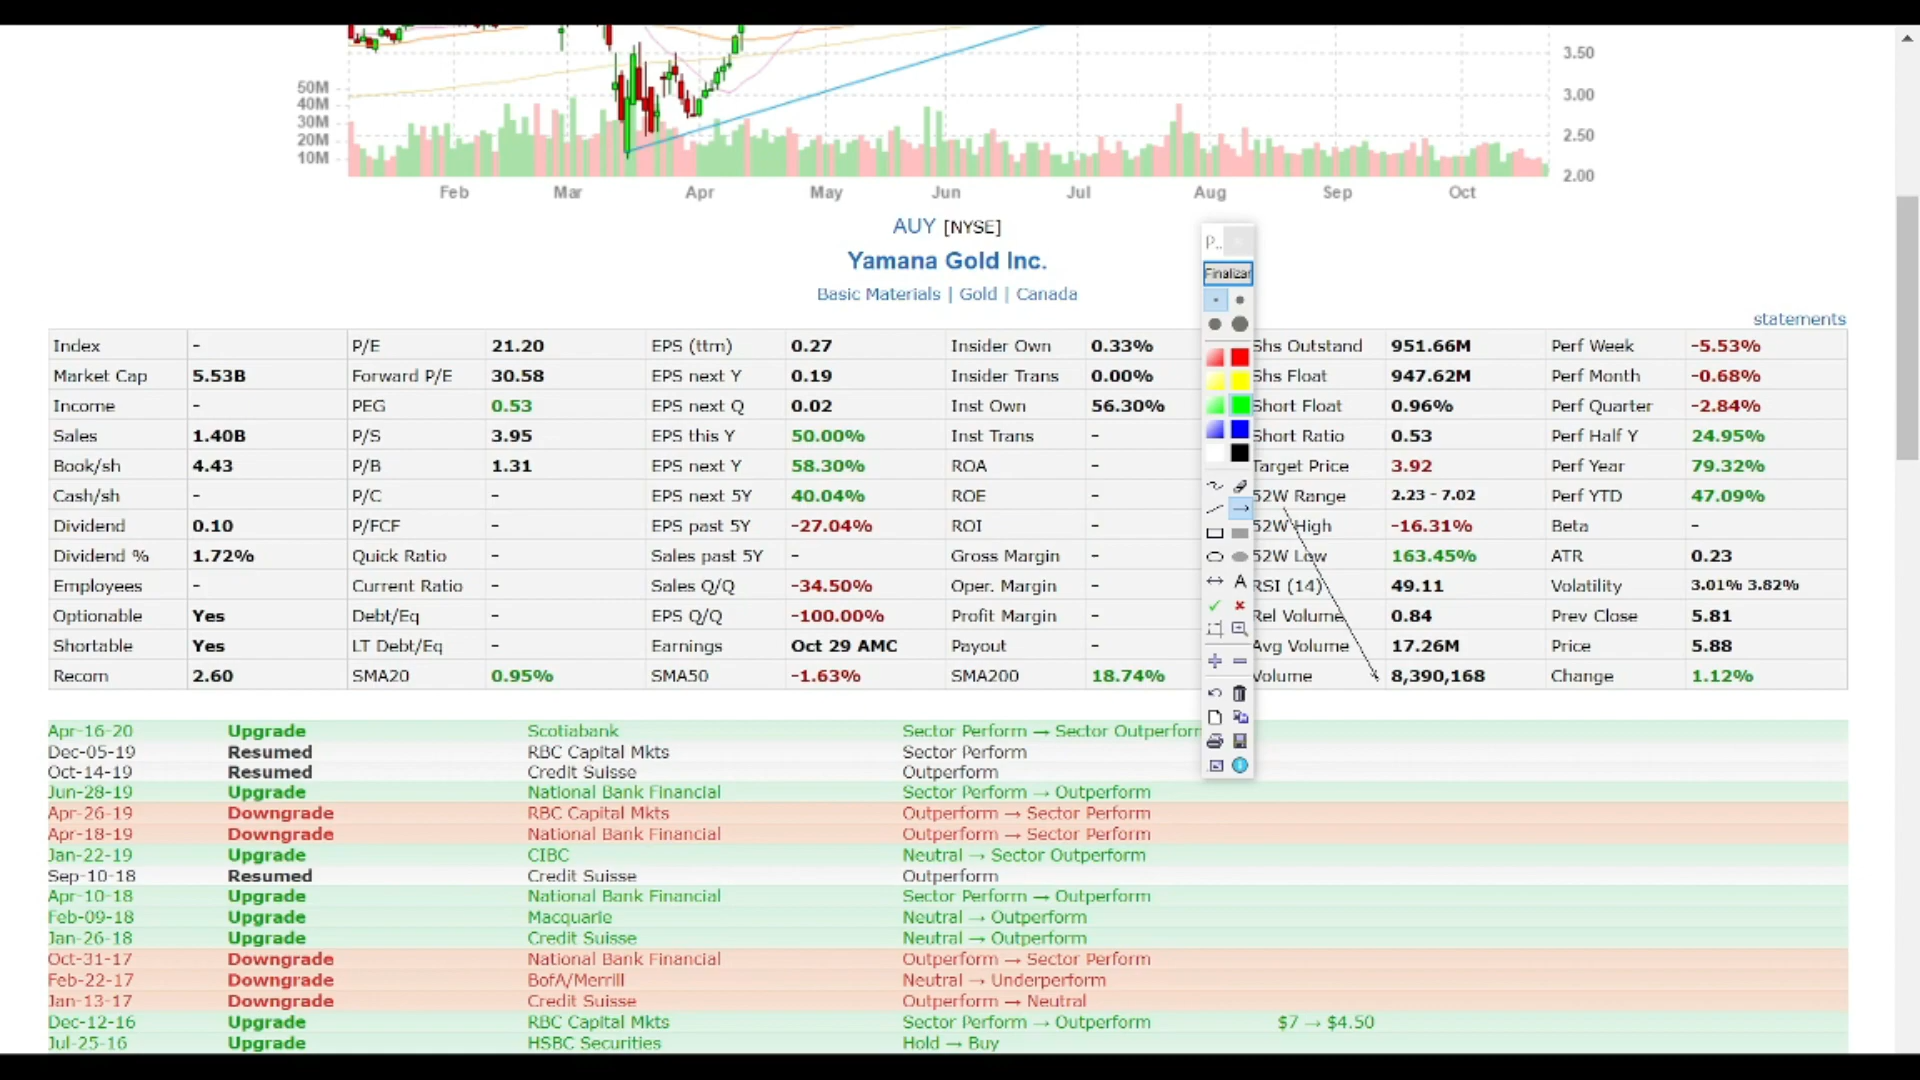 3.50
50M 3.00
40M
30M 2.50
20M
10M 2.00
Feb Mar Apr May Jun Jul Aug Sep Oct
AUY [NYSE]
Yamana Gold Inc.
Basic Materials | Gold | Canada
P..
Finalizar
statements
Index - P/E 21.20 EPS (ttm) 0.27 Insider Own 0.33% Shs Outstand 951.66M Perf Week -5.53%
Market Cap 5.53B Forward P/E 30.58 EPS next Y 0.19 Insider Trans 0.00% Shs Float 947.62M Perf Month -0.68%
Income - PEG 0.53 EPS next Q 0.02 Inst Own 56.30% Short Float 0.96% Perf Quarter -2.84%
Sales 1.40B P/S 3.95 EPS this Y 50.00% Inst Trans - Short Ratio 0.53 Perf Half Y 24.95%
Book/sh 4.43 P/B 1.31 EPS next Y 58.30% ROA - Target Price 3.92 Perf Year 79.32%
Cash/sh - P/C - EPS next 5Y 40.04% ROE - 52W Range 2.23 - 7.02 Perf YTD 47.09%
Dividend 0.10 P/FCF - EPS past 5Y -27.04% ROI - 52W High -16.31% Beta -
Dividend % 1.72% Quick Ratio - Sales past 5Y - Gross Margin - 52W Low 163.45% ATR 0.23
Employees - Current Ratio - Sales Q/Q -34.50% Oper. Margin - RSI (14) 49.11 Volatility 3.01% 3.82%
Optionable Yes Debt/Eq - EPS Q/Q -100.00% Profit Margin - Rel Volume 0.84 Prev Close 5.81
Shortable Yes LT Debt/Eq - Earnings Oct 29 AMC Payout - Avg Volume 17.26M Price 5.88
Recom 2.60 SMA20 0.95% SMA50 -1.63% SMA200 18.74% Volume 8,390,168 Change 1.12%
A
Apr-16-20 Upgrade Scotiabank Sector Perform → Sector Outperform
Dec-05-19 Resumed RBC Capital Mkts Sector Perform
Oct-14-19 Resumed Credit Suisse Outperform
Jun-28-19 Upgrade National Bank Financial Sector Perform → Outperform
Apr-26-19 Downgrade RBC Capital Mkts Outperform → Sector Perform
Apr-18-19 Downgrade National Bank Financial Outperform → Sector Perform
Jan-22-19 Upgrade CIBC Neutral → Sector Outperform
Sep-10-18 Resumed Credit Suisse Outperform
Apr-10-18 Upgrade National Bank Financial Sector Perform → Outperform
Feb-09-18 Upgrade Macquarie Neutral → Outperform
Jan-26-18 Upgrade Credit Suisse Neutral → Outperform
Oct-31-17 Downgrade National Bank Financial Outperform → Sector Perform
Feb-22-17 Downgrade BofA/Merrill Neutral → Underperform
Jan-13-17 Downgrade Credit Suisse Outperform → Neutral
Dec-12-16 Upgrade RBC Capital Mkts Sector Perform → Outperform $7 → $4.50
Jul-25-16 Upgrade HSBC Securities Hold → Buy